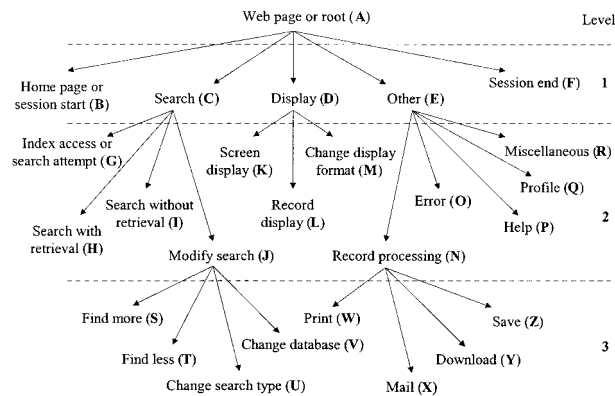 Web page or root (A)
Level
Home page or
session start (B)
Search (C)
Display (D)
Other (E)
Session end (F)
1
Index access or
search attempt (G)
Search with
retrieval (H)
Search without
retrieval (I)
Modify search (J)
Screen
display (K)
Record
display (L)
Change display
format (M)
Record processing (N)
Error (O)
Help (P)
Profile (Q)
Miscellaneous (R)
2
Find more (S)
Find less (T)
Change search type (U)
Change database (V)
Print (W)
Mail (X)
Download (Y)
Save (Z)
3